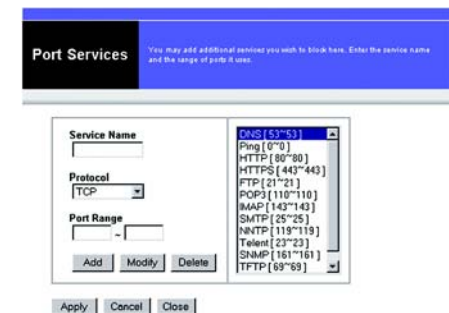 Port Services
You may add additional services you wish to block here. Enter the service name
and the range of ports it uses.
Service Name
Protocol
TCP
Port Range
~
Add Modify Delete
DNS [ 53~53 ]
Ping [ 0~0 ]
HTTP [ 80~80 ]
HTTPS [ 443~443 ]
FTP [ 21~21 ]
POP3 [ 110~110 ]
IMAP [ 143~143 ]
SMTP [ 25~25 ]
NNTP [ 119~119 ]
Telent [ 23~23 ]
SNMP [ 161~161 ]
TFTP [ 69~69 ]
Apply Cancel Close